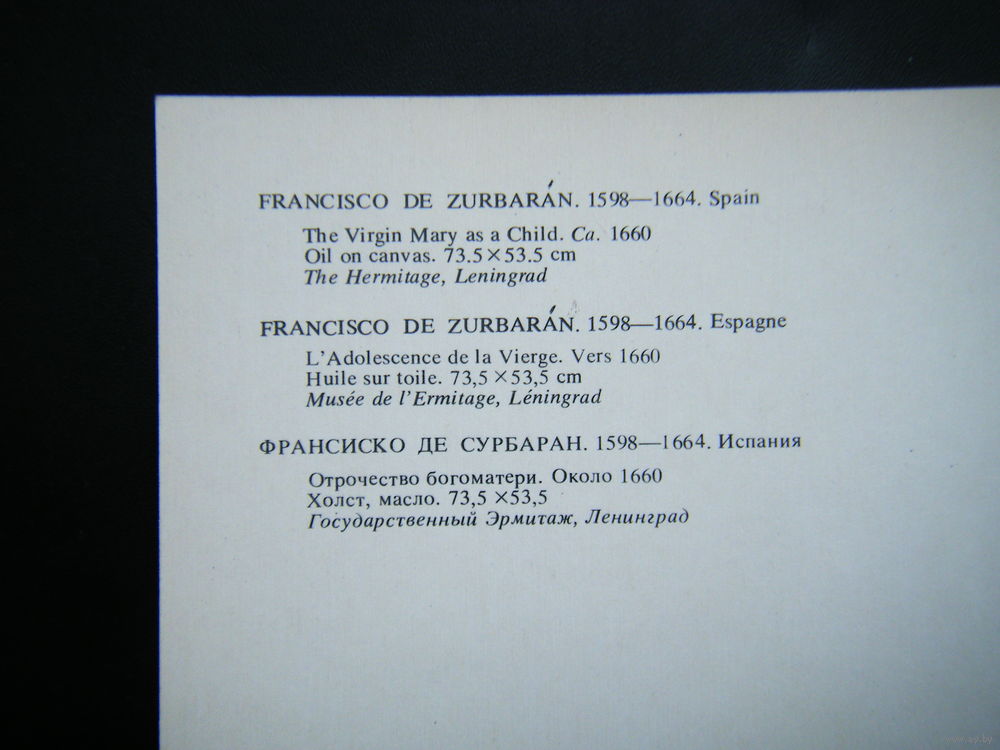 FRANCISCO DE ZURBARÁN. 1598—1664. Spain
The Virgin Mary as a Child. Ca. 1660
Oil on canvas. 73.5×53.5 cm
The Hermitage, Leningrad
FRANCISCO DE ZURBARÁN. 1598—1664. Espagne
L'Adolescence de la Vierge. Vers 1660
Huile sur toile. 73,5×53,5 cm
Musée de l'Ermitage, Léningrad
ФРАНСИСКО ДЕ СУРБАРАН. 1598—1664. Испания
Отрочество богоматери. Около 1660
Холст, масло. 73,5 ×53,5
Государственный Эрмитаж, Ленинград
www.ay.by